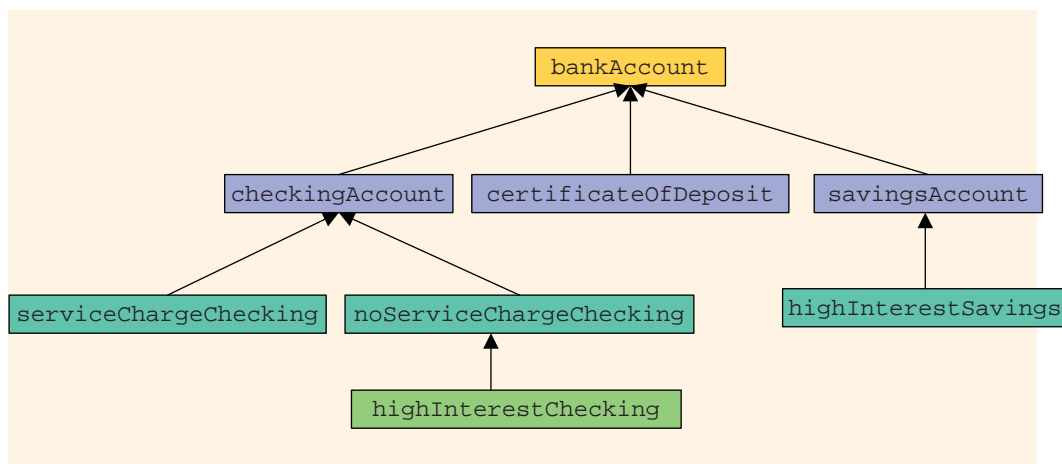 bankAccount
checkingAccount
certificateOfDeposit
savingsAccount
serviceChargeChecking
noServiceChargeChecking
highInterestSavings
highInterestChecking